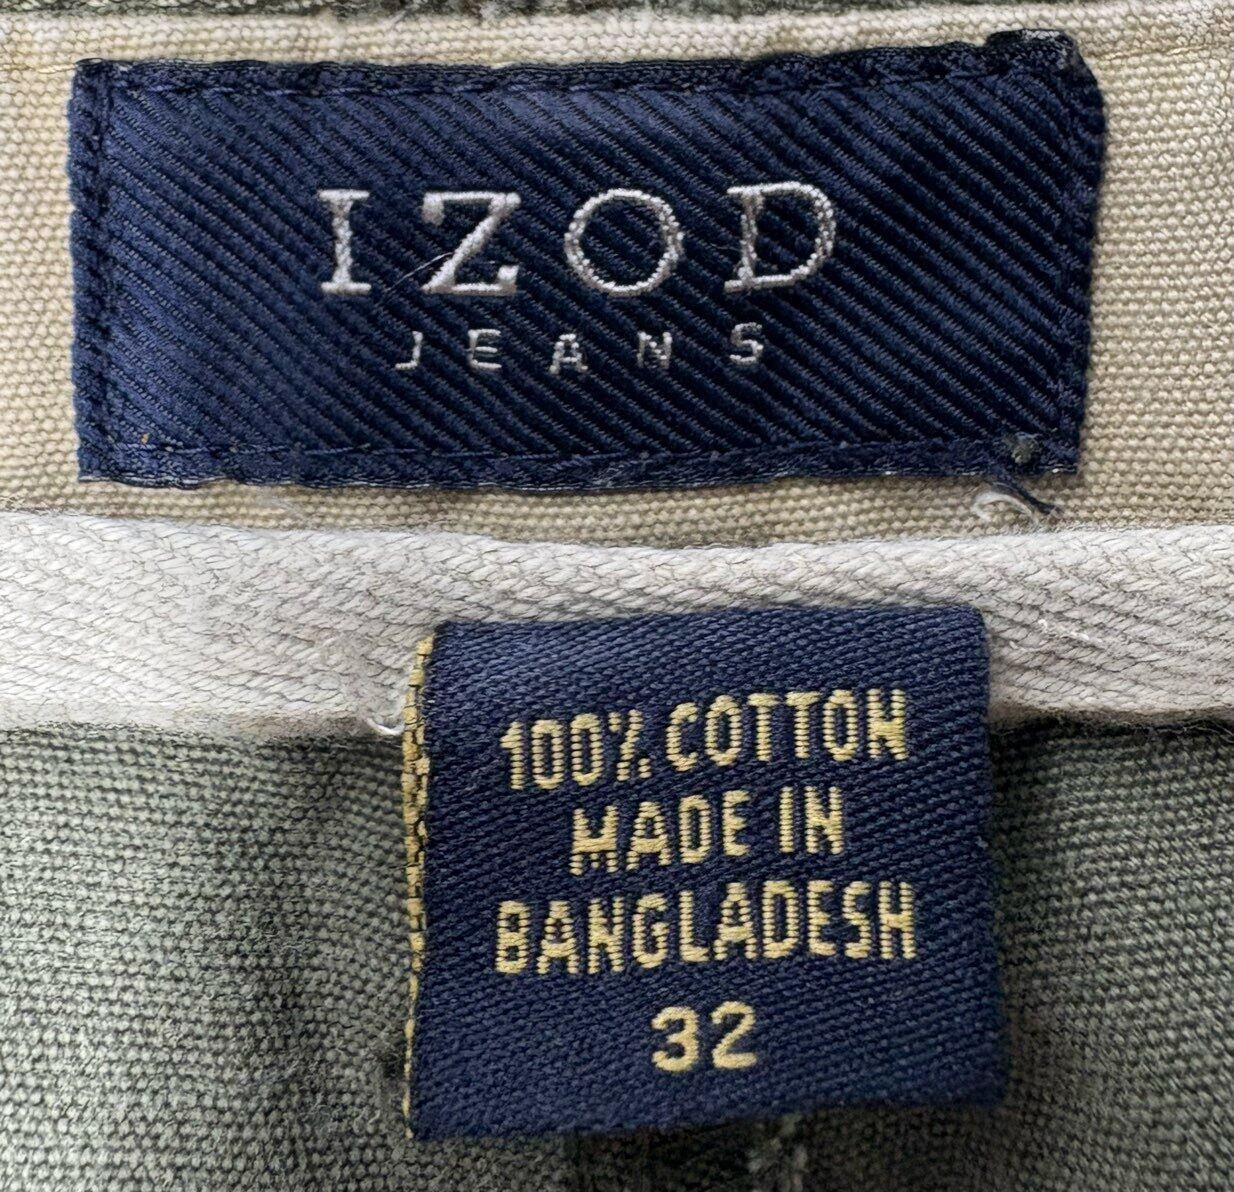 IZOD
JEANS
100% COTTON
MADE IN
BANGLADESH
32